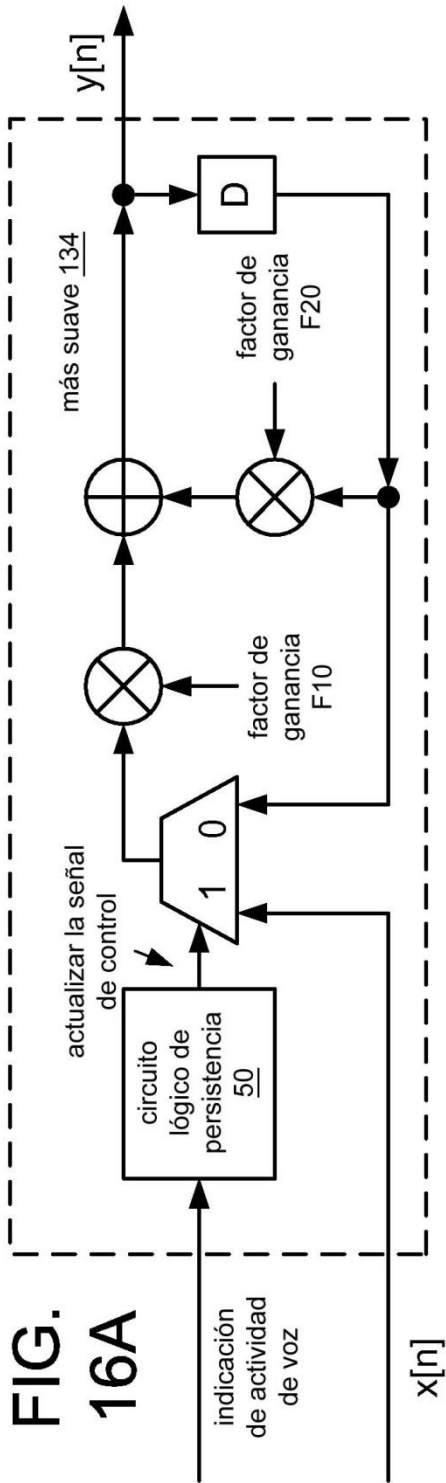 FIG.
16A
indicación
de actividad
de voz
x[n]
circuito
lógico de
persistencia
50
actualizar la señal
de control
1 0
factor de
ganancia
F10
más suave 134
factor de
ganancia
F20
D
y[n]